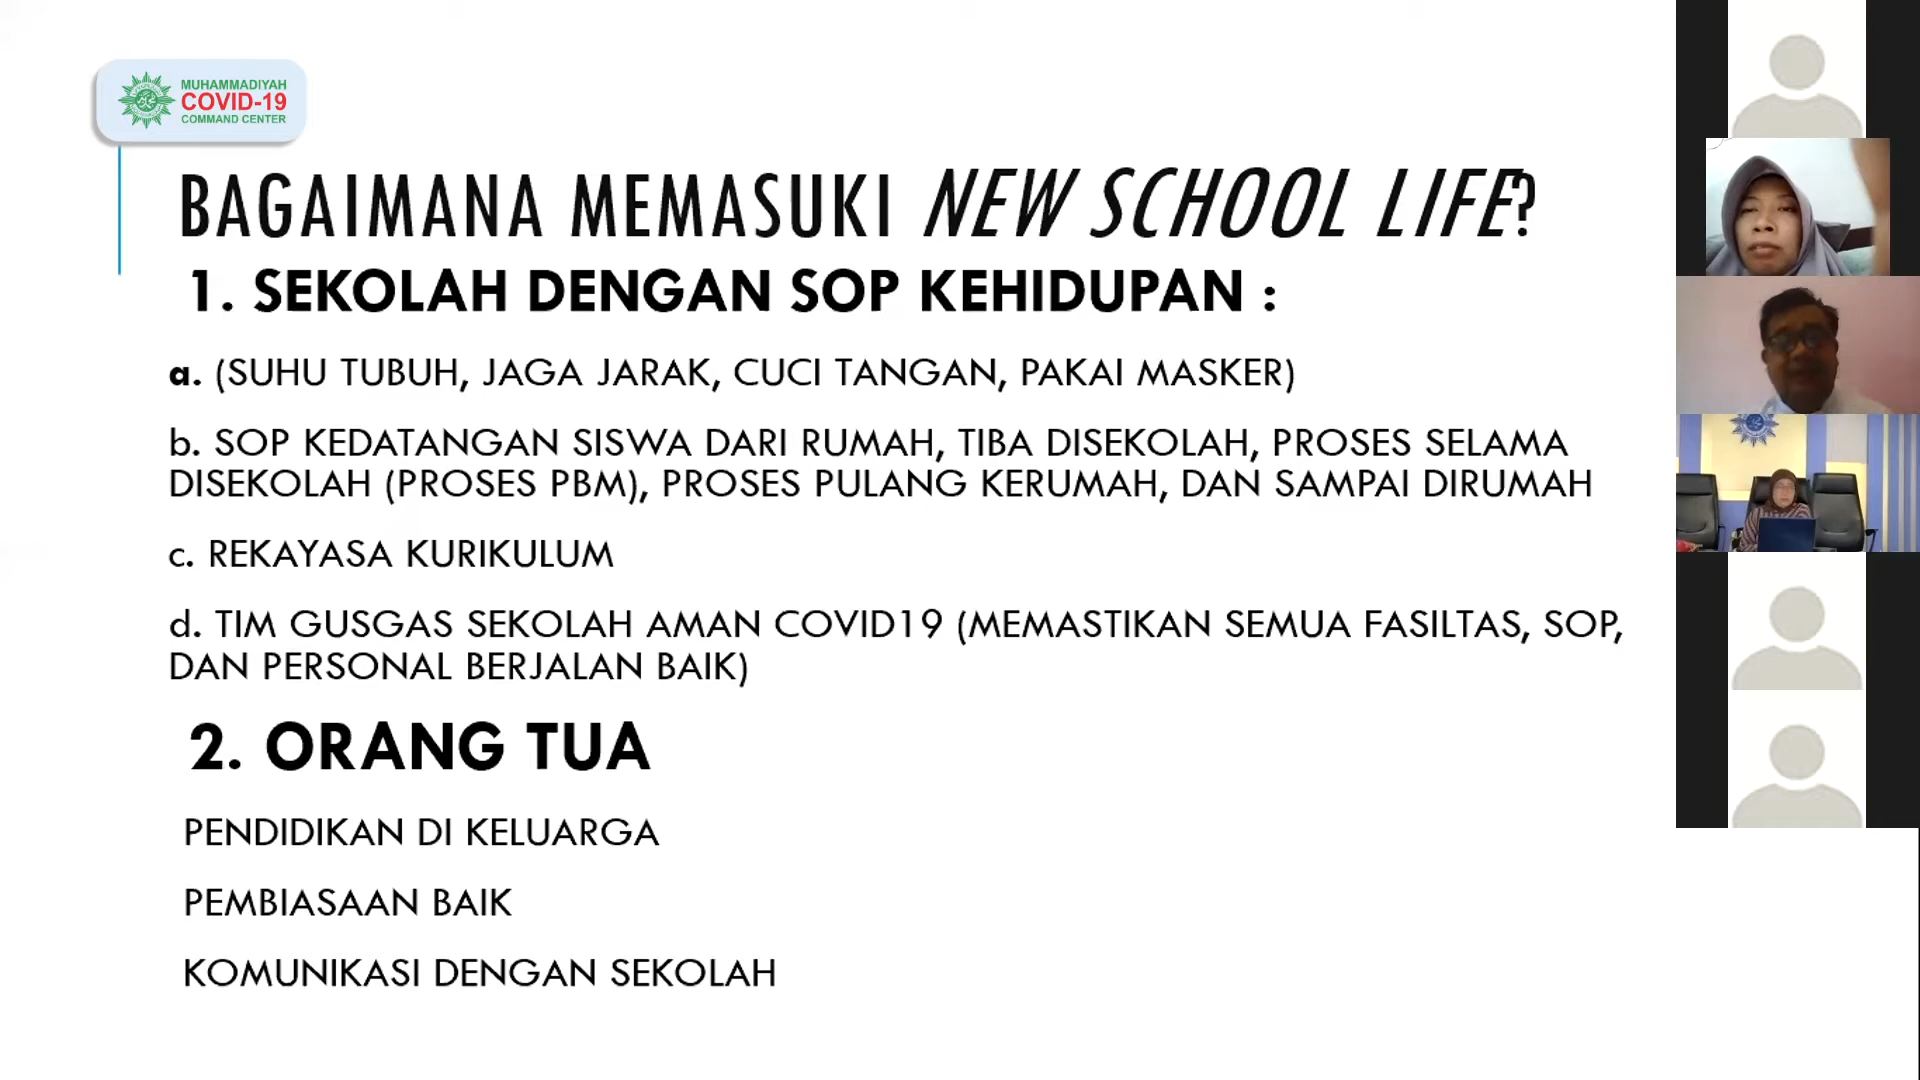 MUHAMMADIYAH
COVID-19
COMMAND CENTER
BAGAIMANA MEMASUKI NEW SCHOOL LIFE?
1. SEKOLAH DENGAN SOP KEHIDUPAN :
a. (SUHU TUBUH, JAGA JARAK, CUCI TANGAN, PAKAI MASKER)
b. SOP KEDATANGAN SISWA DARI RUMAH, TIBA DISEKOLAH, PROSES SELAMA
DISEKOLAH (PROSES PBM), PROSES PULANG KERUMAH, DAN SAMPAI DIRUMAH
c. REKAYASA KURIKULUM
d. TIM GUSGAS SEKOLAH AMAN COVID19 (MEMASTIKAN SEMUA FASILTAS, SOP,
DAN PERSONAL BERJALAN BAIK)
2. ORANG TUA
PENDIDIKAN DI KELUARGA
PEMBIASAAN BAIK
KOMUNIKASI DENGAN SEKOLAH